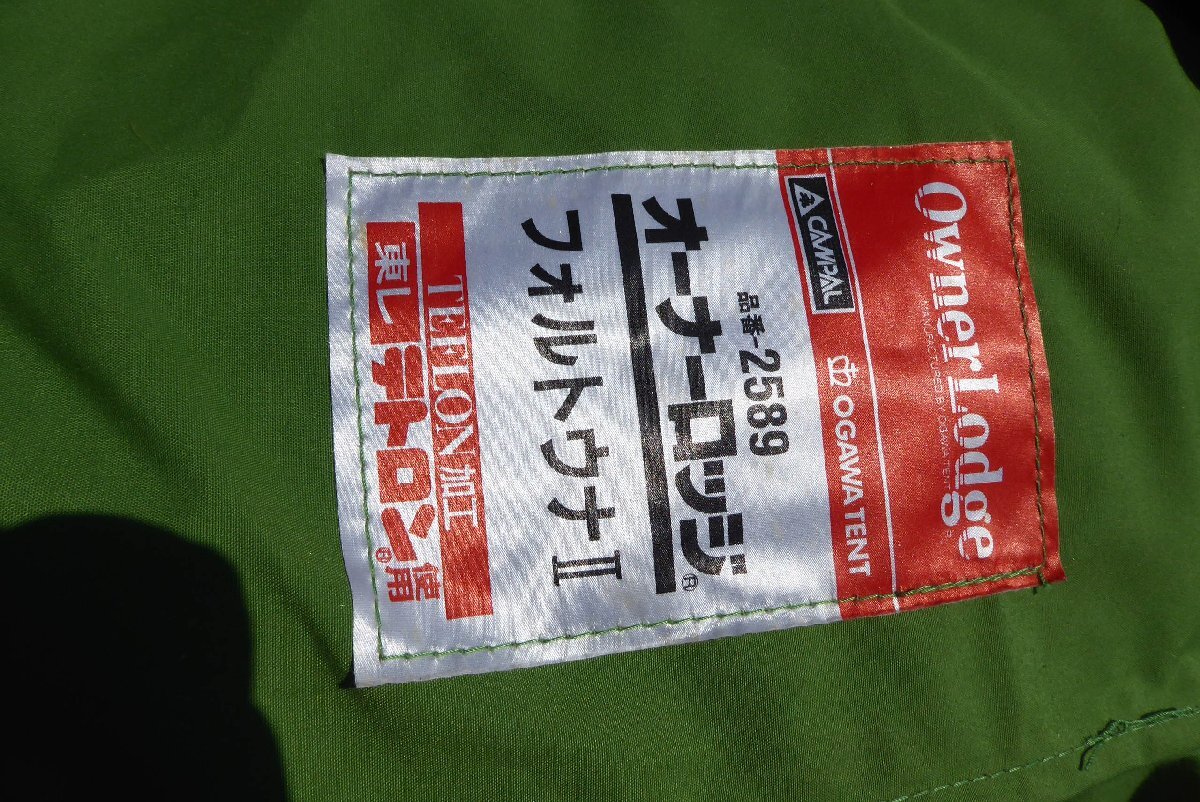 Owner Lodge
MANUFACTURED BY OGAWA TENT
CAMPAL
OGAWA TENT
品番-2589
オーナーロッジ®
フォルトウナII
TEFLON加工
東レテトロン®使用